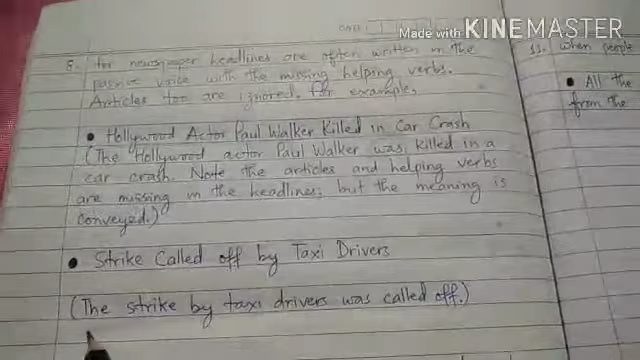 Made with KINEMASTER
DATE:
8. for newspaper headlines are often written in the
passive voice with the missing helping verbs.
Articles too are ignored. for example,
• Hollywood Actor Paul Walker Killed in Car Crash
(The Hollywood actor Paul Walker was killed in a
car crash. Note the articles and helping verbs
are missing in the headlines; but the meaning is
conveyed.)
• Strike Called off by Taxi Drivers
(The strike by taxi drivers was called off.)
11. when people
• All the
from the